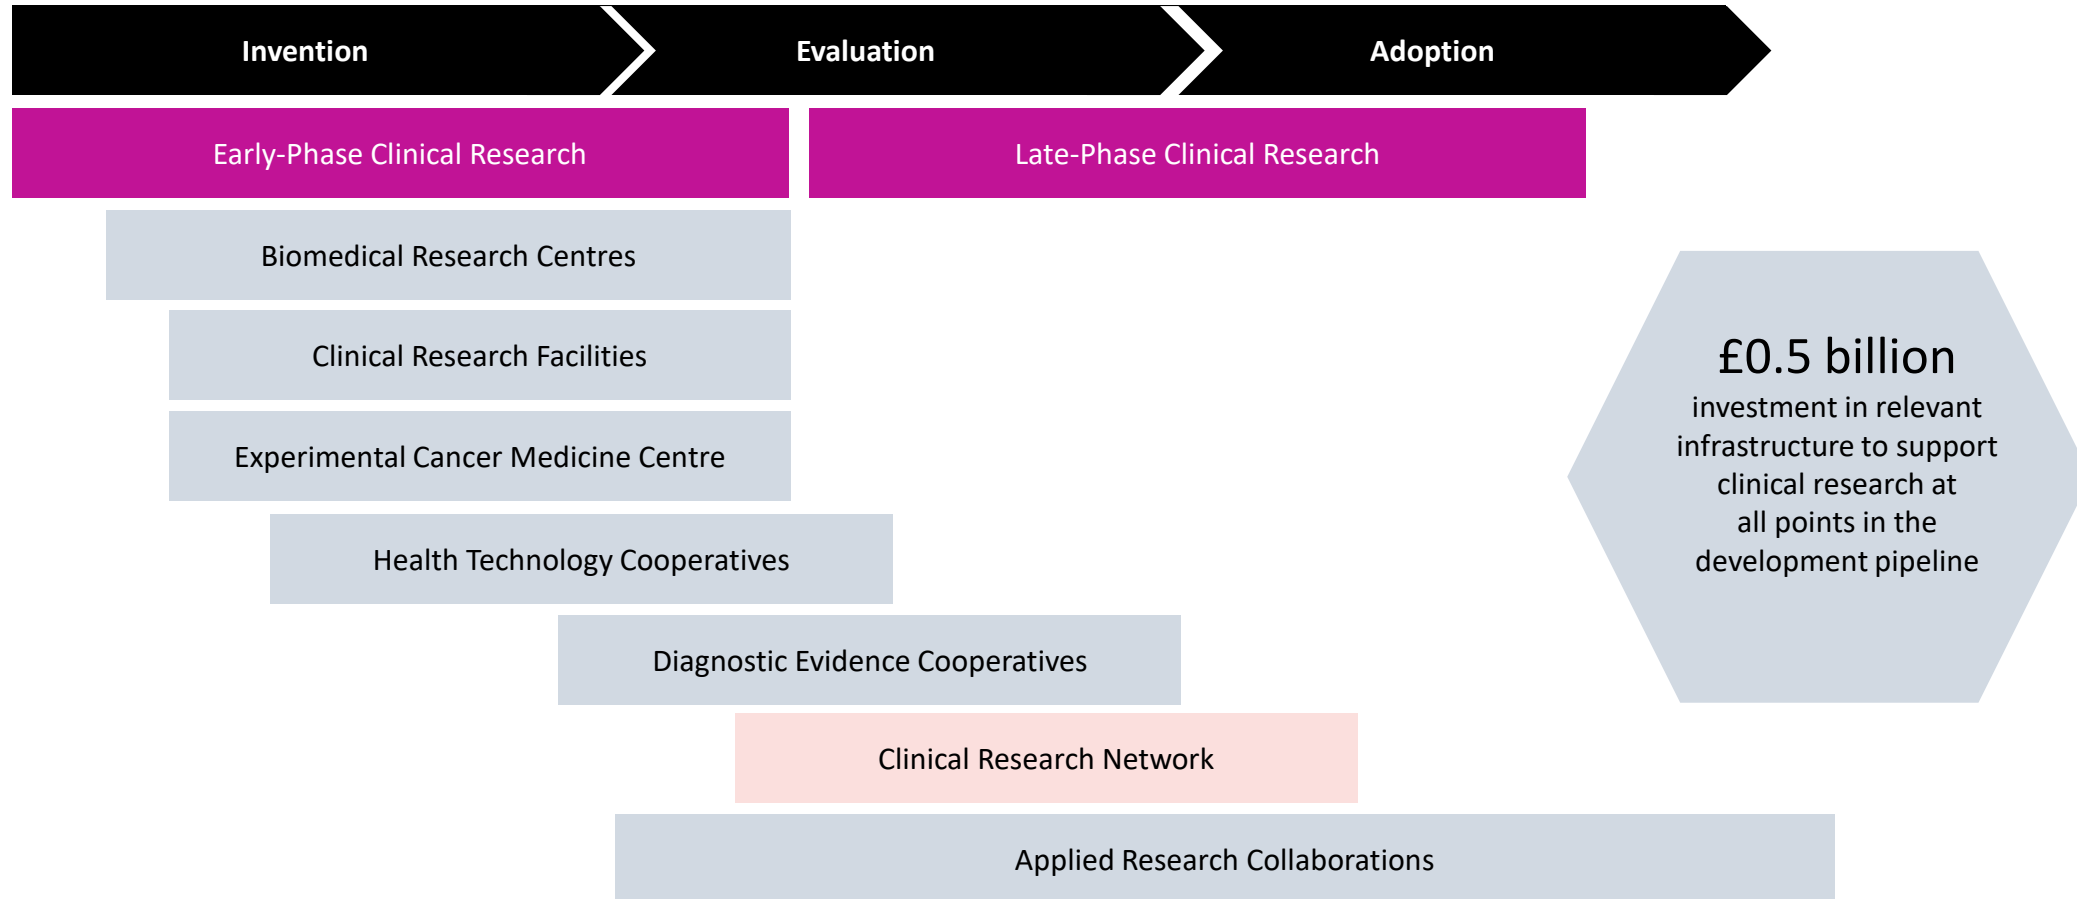 Invention
Evaluation
Adoption
Early-Phase Clinical Research
Late-Phase Clinical Research
Biomedical Research Centres
Clinical Research Facilities
Experimental Cancer Medicine Centre
Health Technology Cooperatives
Diagnostic Evidence Cooperatives
Clinical Research Network
Applied Research Collaborations
£0.5 billion
investment in relevant
infrastructure to support
clinical research at
all points in the
development pipeline